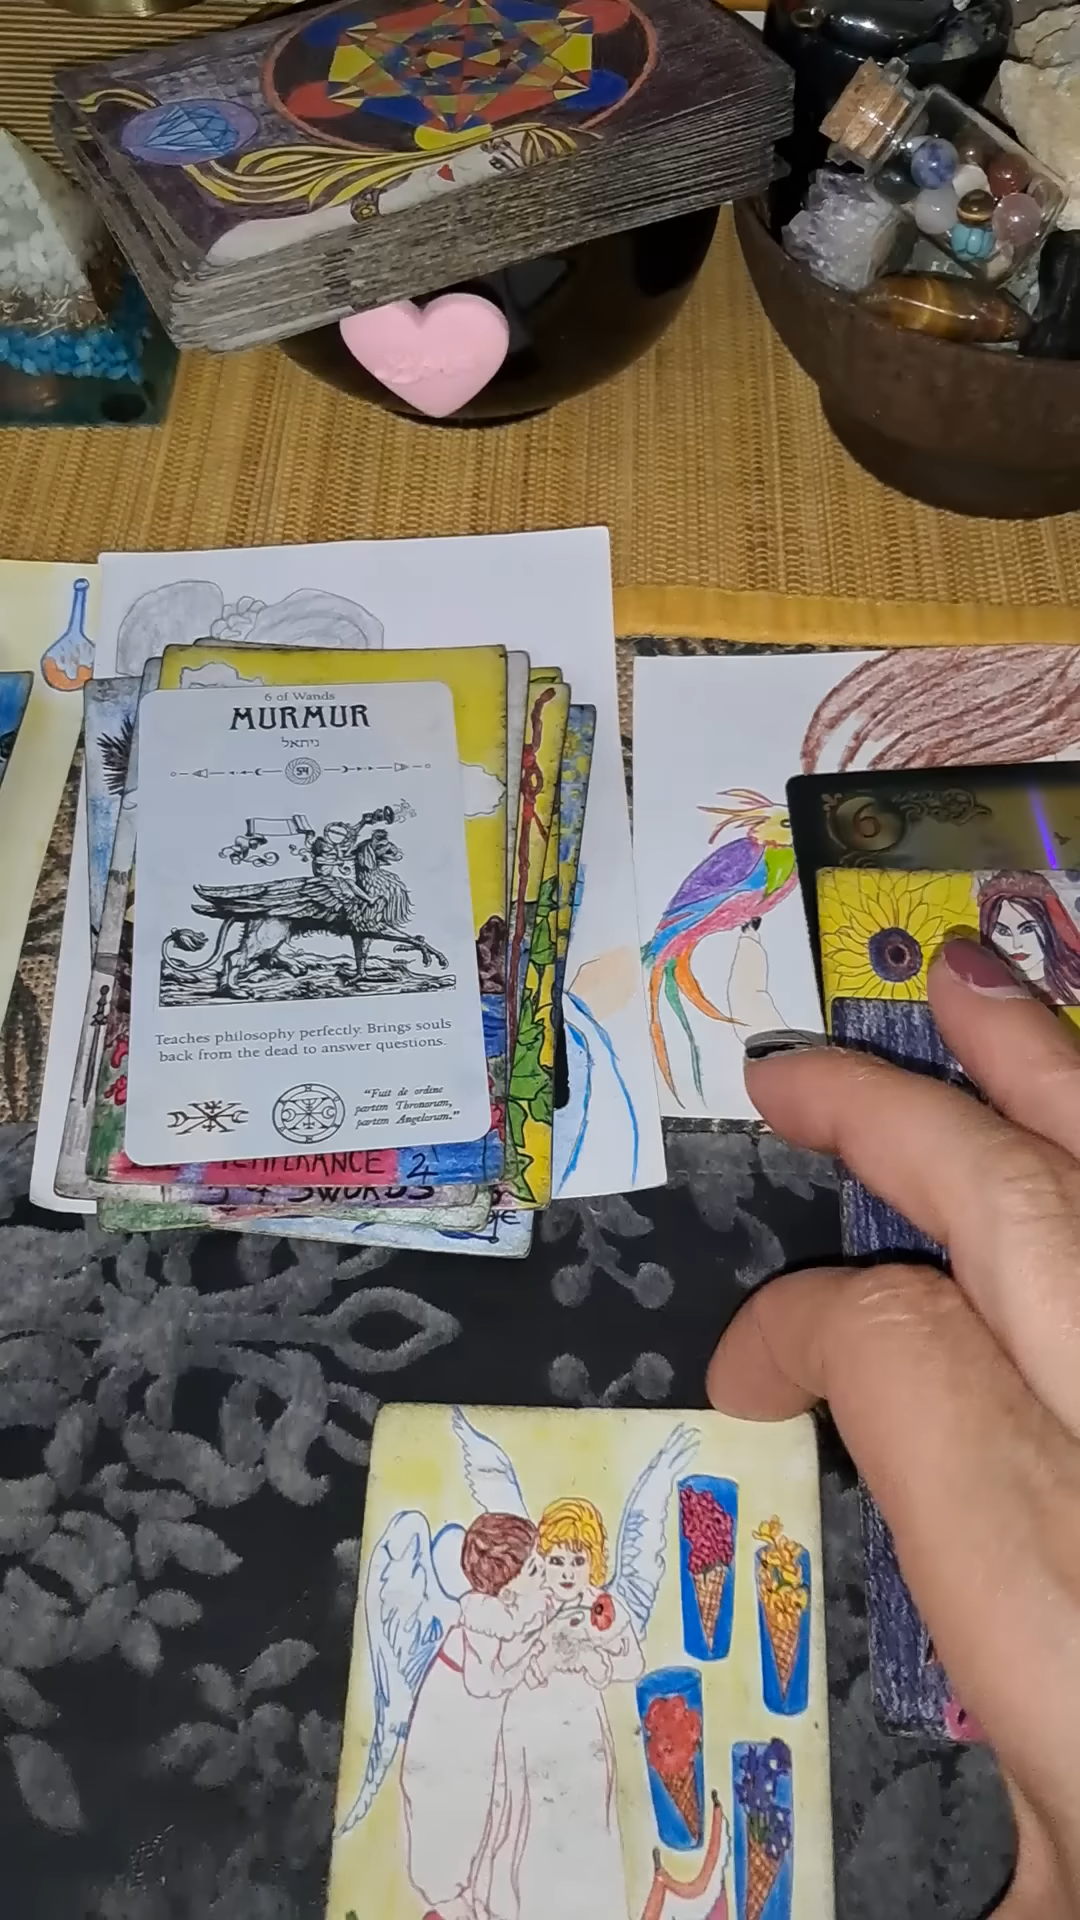 6 of Wands
MURMUR
ניתאל
54
Teaches philosophy perfectly. Brings souls
back from the dead to answer questions.
"Fuit de ordine
partim Thronorum,
partim Angelorum."
TEMPERANCE
SWORDS
6